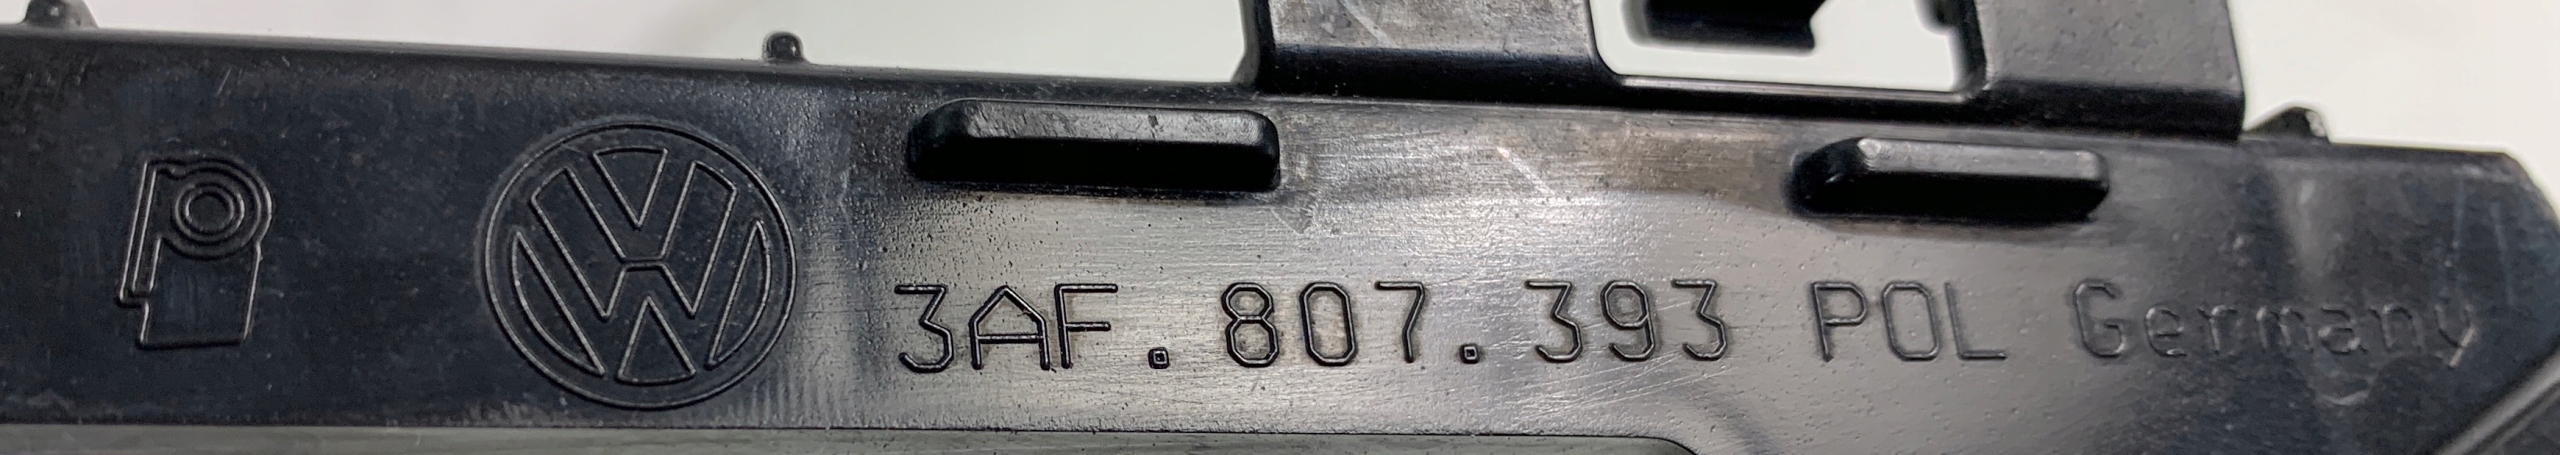 3AF.807.393 POL Germany